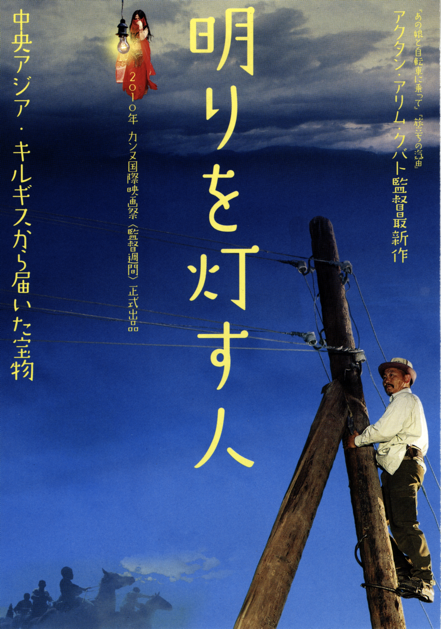 「あの娘と自転車に乗って」「旅立ちの汽笛」
アクタン・アリム・クバト監督最新作
明りを灯す人
2010年 カンヌ国際映画祭〈監督週間〉正式出品
中央アジア・キルギスから届いた宝物